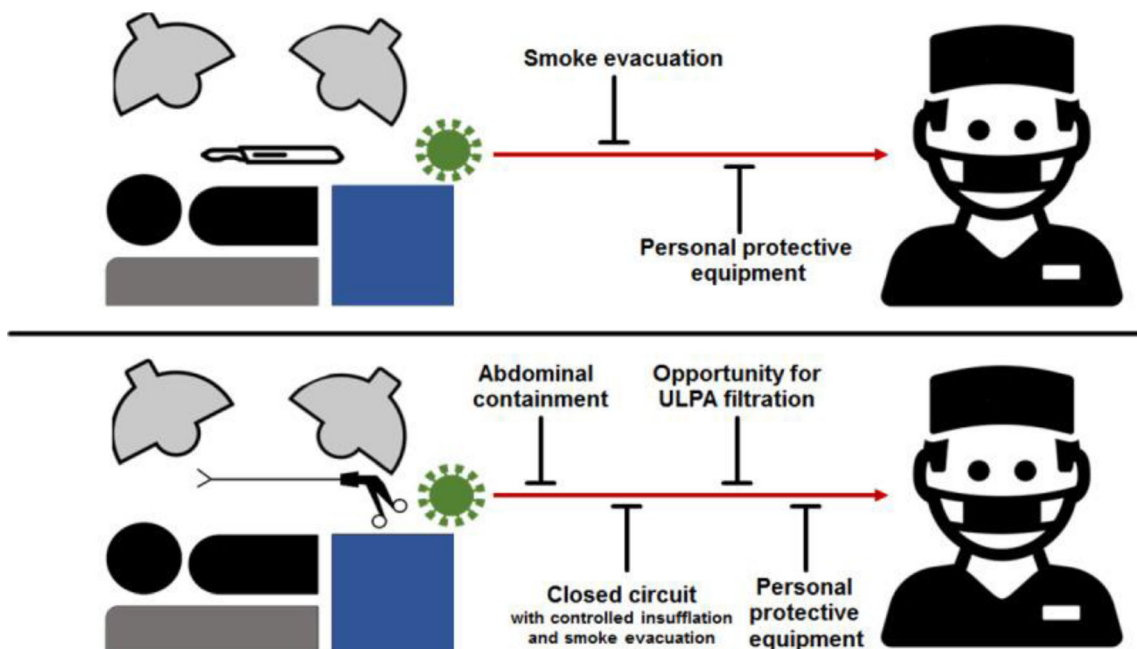 Smoke evacuation
Personal protective
equipment
Abdominal
containment
Opportunity for
ULPA filtration
Closed circuit
with controlled insufflation
and smoke evacuation
Personal
protective
equipment